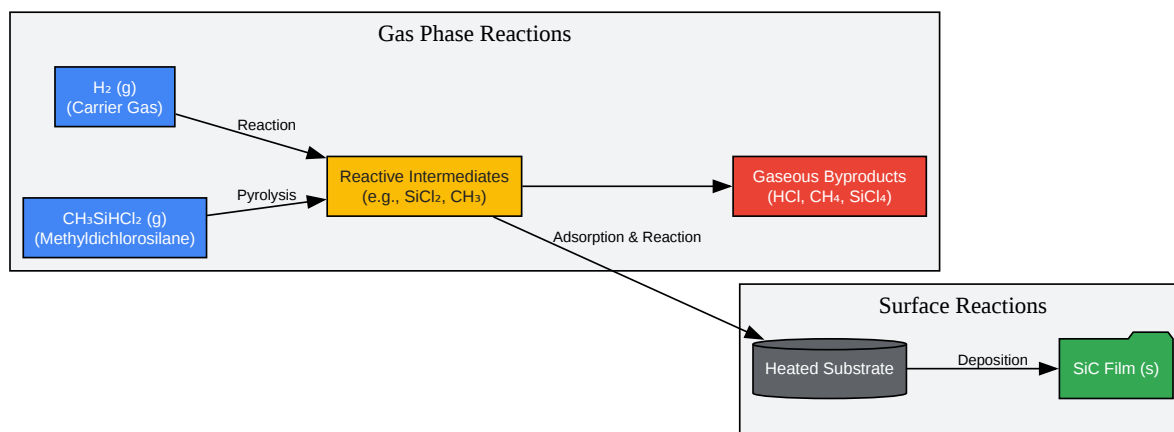 Gas Phase Reactions
H₂ (g)
(Carrier Gas)
Reaction
Reactive Intermediates
(e.g., SiCl₂, CH₃)
Gaseous Byproducts
(HCl, CH₄, SiCl₄)
Pyrolysis
CH₃SiHCl₂ (g)
(Methyldichlorosilane)
Adsorption & Reaction
Surface Reactions
Heated Substrate
Deposition
SiC Film (s)